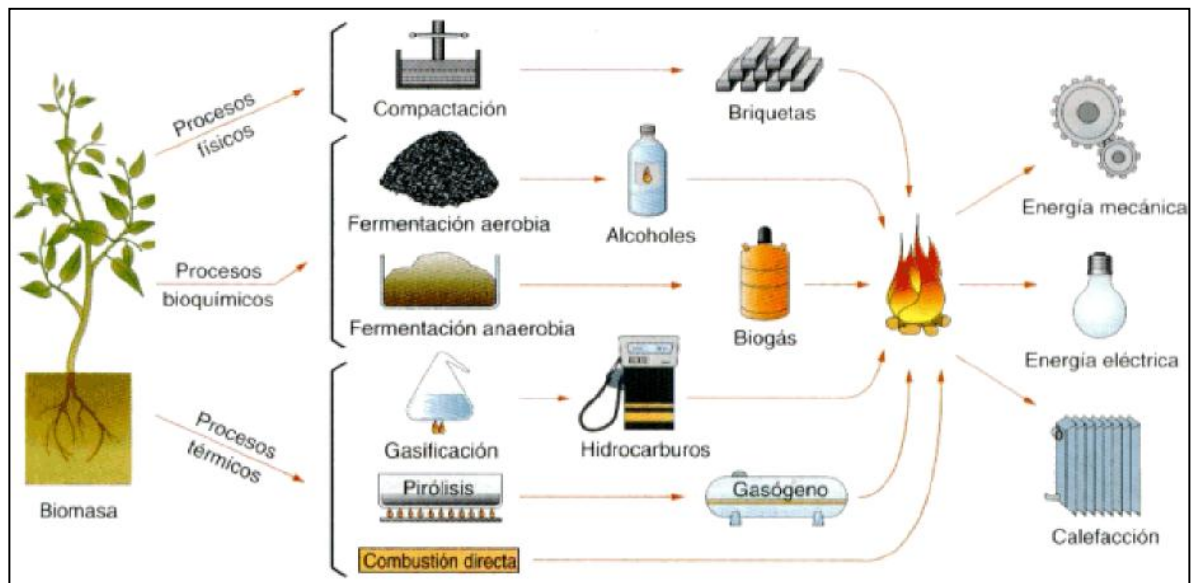 Biomasa
Procesos
físicos
Procesos
bioquímicos
Procesos
térmicos
Compactación
Briquetas
Fermentación aerobia
Alcoholes
Fermentación anaerobia
Biogás
Gasificación
Hidrocarburos
Pirólisis
Gasógeno
Combustión directa
Energía mecánica
Energía eléctrica
Calefacción